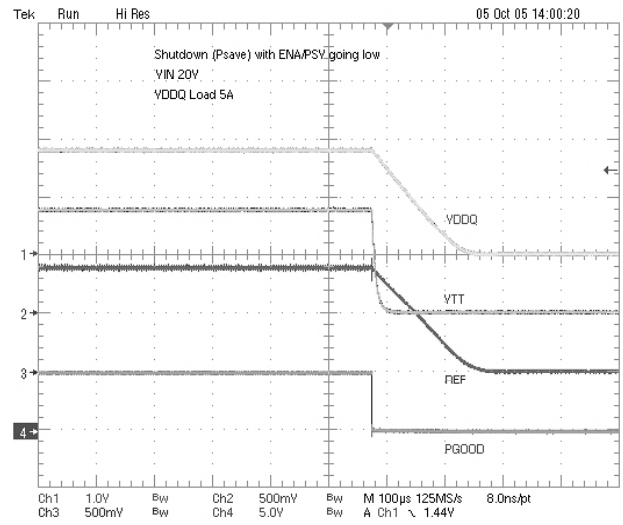 Tek Run Hi Res 05 Oct 05 14:00:20
Shutdown (Psave) with ENA/PSV going low
VIN 20V
VDDQ Load 5A
VDDQ
1
VTT
2
REF
3
4
PGOOD
Ch1 1.0V Bw Ch2 500mV Bw M 100µs 125MS/s 8.0ns/pt
Ch3 500mV Bw Ch4 5.0V Bw A Ch1 \ 1.44V